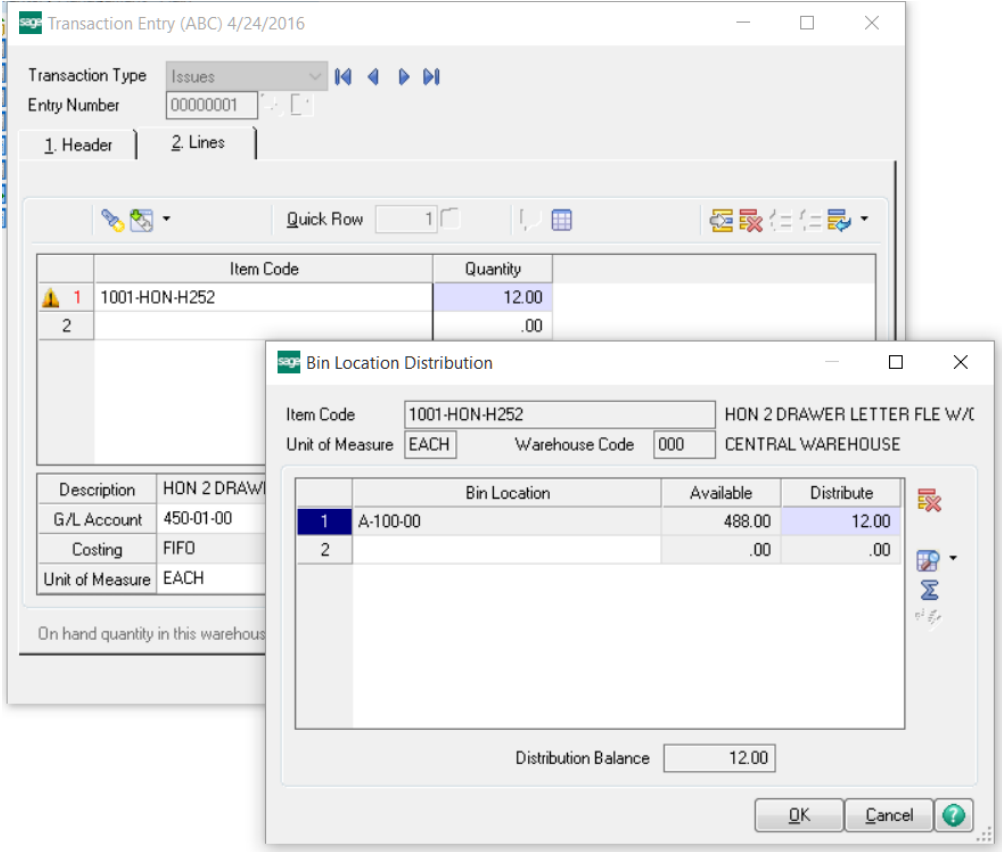 sage Transaction Entry (ABC) 4/24/2016
Transaction Type Issues
Entry Number 00000001
1. Header 2. Lines
Quick Row 1
Item Code Quantity
1 1001-HON-H252 12.00
2 .00
Description HON 2 DRAW
G/L Account 450-01-00
Costing FIFO
Unit of Measure EACH
On hand quantity in this warehous
sage Bin Location Distribution
Item Code 1001-HON-H252 HON 2 DRAWER LETTER FLE W/
Unit of Measure EACH Warehouse Code 000 CENTRAL WAREHOUSE
Bin Location Available Distribute
1 A-100-00 488.00 12.00
2 .00 .00
Σ
Distribution Balance 12.00
OK Cancel ?